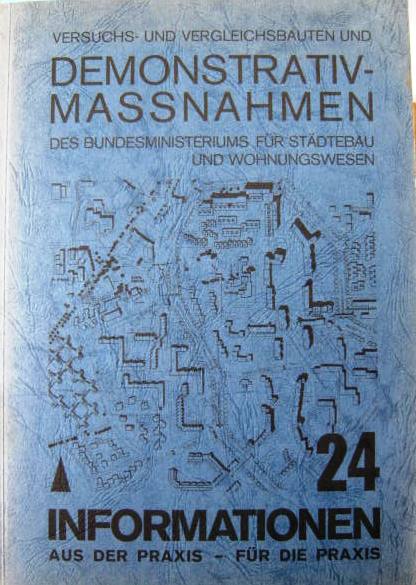 VERSUCHS- UND VERGLEICHSBAUTEN UND
DEMONSTRATIV-
MASSNAHMEN
DES BUNDESMINISTERIUMS FÜR STÄDTEBAU
UND WOHNUNGSWESEN
24
INFORMATIONEN
AUS DER PRAXIS – FÜR DIE PRAXIS